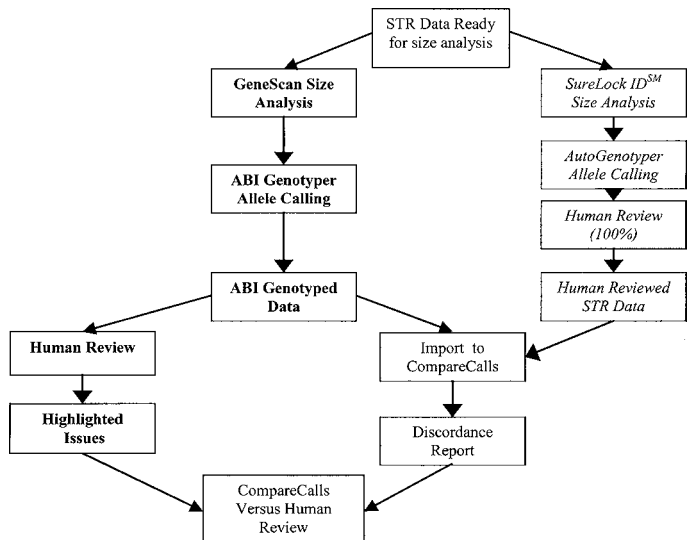 STR Data Ready
for size analysis
GeneScan Size
Analysis
SureLock ID^SM
Size Analysis
ABI Genotyper
Allele Calling
AutoGenotyper
Allele Calling
Human Review
(100%)
ABI Genotyped
Data
Human Reviewed
STR Data
Human Review
Import to
CompareCalls
Highlighted
Issues
Discordance
Report
CompareCalls
Versus Human
Review